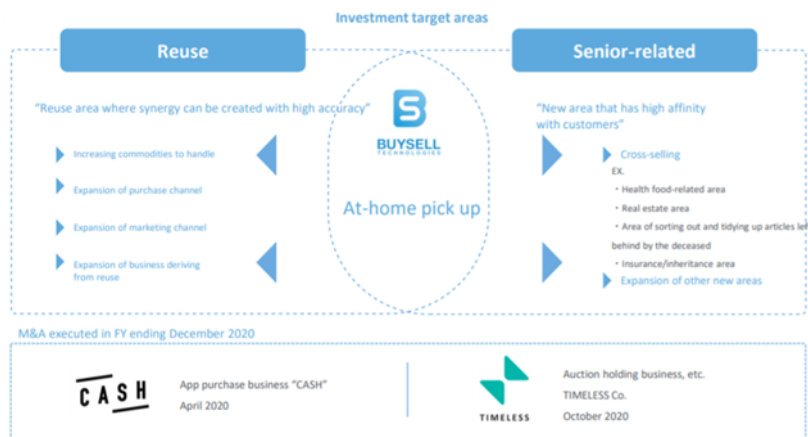 Investment target areas
Reuse
Senior-related
"Reuse area where synergy can be created with high accuracy"
Increasing commodities to handle
Expansion of purchase channel
Expansion of marketing channel
Expansion of business deriving
from reuse
BUYSELL
TECHNOLOGIES
At-home pick up
"New area that has high affinity
with customers"
Cross-selling
EX.
・Health food-related area
・Real estate area
・Area of sorting out and tidying up articles lef
behind by the deceased
・Insurance/inheritance area
Expansion of other new areas
M&A executed in FY ending December 2020
CASH
App purchase business "CASH"
April 2020
TIMELESS
Auction holding business, etc.
TIMELESS Co.
October 2020